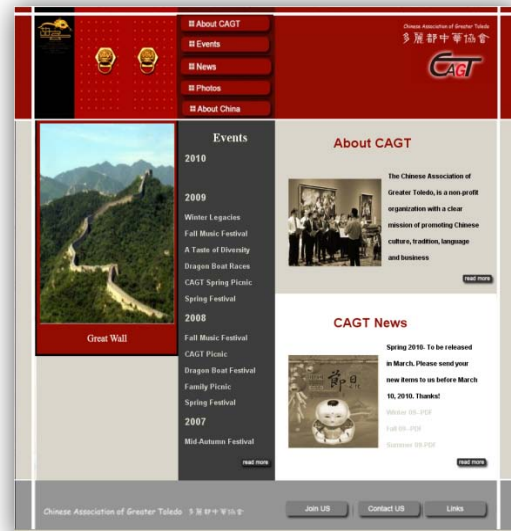 About CAGT
Events
News
Photos
About China
Chinese Association of Greater Toledo
多麗都中華協會
CAGT
Great Wall
Events
2010
2009
Winter Legacies
Fall Music Festival
A Taste of Diversity
Dragon Boat Races
CAGT Spring Picnic
Spring Festival
2008
Fall Music Festival
CAGT Picnic
Dragon Boat Festival
Family Picnic
Spring Festival
2007
Mid-Autumn Festival
read more
About CAGT
The Chinese Association of
Greater Toledo, is a non-profit
organization with a clear
mission of promoting Chinese
culture, tradition, language
and business
read more
CAGT News
節日
Spring 2010- To be released
in March. Please send your
new items to us before March
10, 2010. Thanks!
Winter 09 -PDF
Fall 09 -PDF
Summer 09 PDF
read more
Chinese Association of Greater Toledo 多麗都中華協會
Join US
Contact US
Links